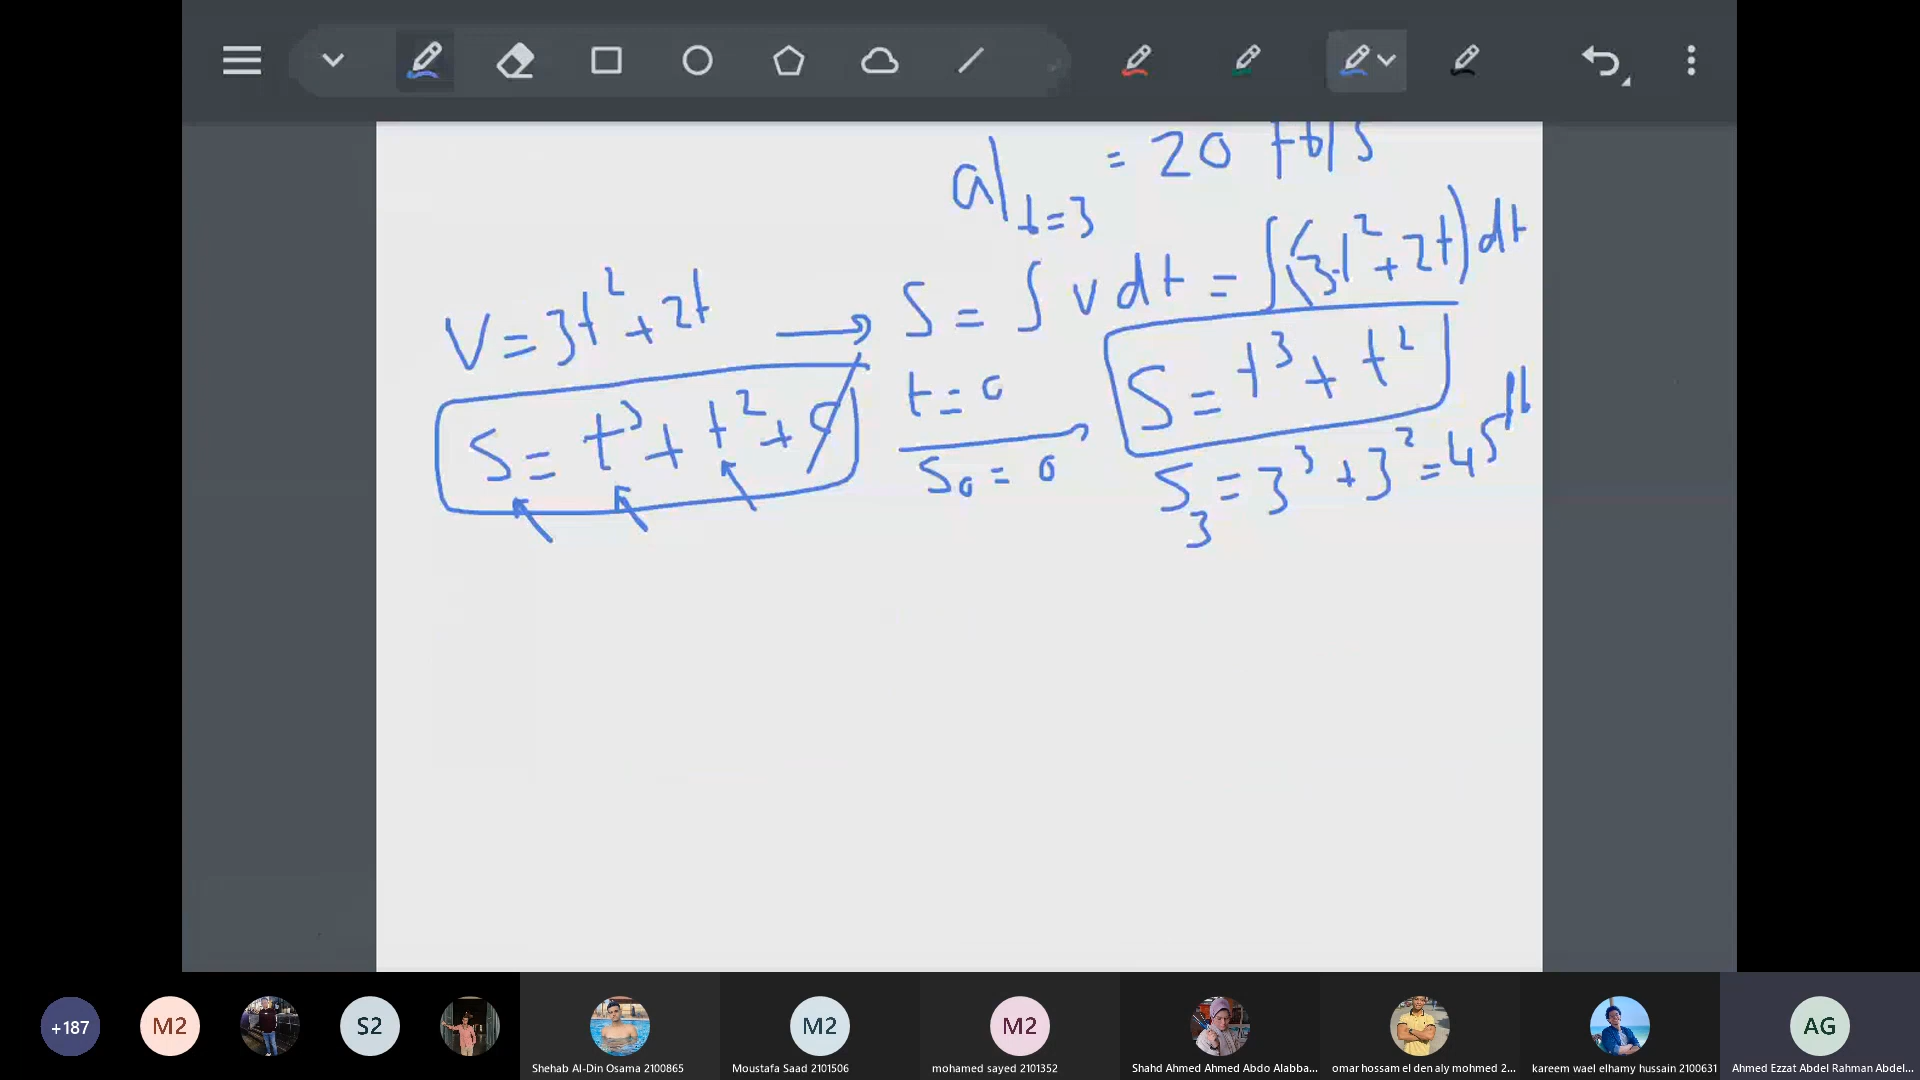 a|t=3 = 20 ft/s
V = 3t² + 2t → S = ∫ v dt = ∫(3t² + 2t) dt
S = t³ + t² + C
t = 0
S₀ = 0
S = t³ + t²
S₃ = 3³ + 3² = 45 ft
+187
M2
S2
M2
M2
AG
Shehab Al-Din Osama 2100865
Moustafa Saad 2101506
mohamed sayed 2101352
Shahd Ahmed Ahmed Abdo Alabba...
omar hossam el den aly mohmed 2...
kareem wael elhamy hussain 2100631
Ahmed Ezzat Abdel Rahman Abdel...